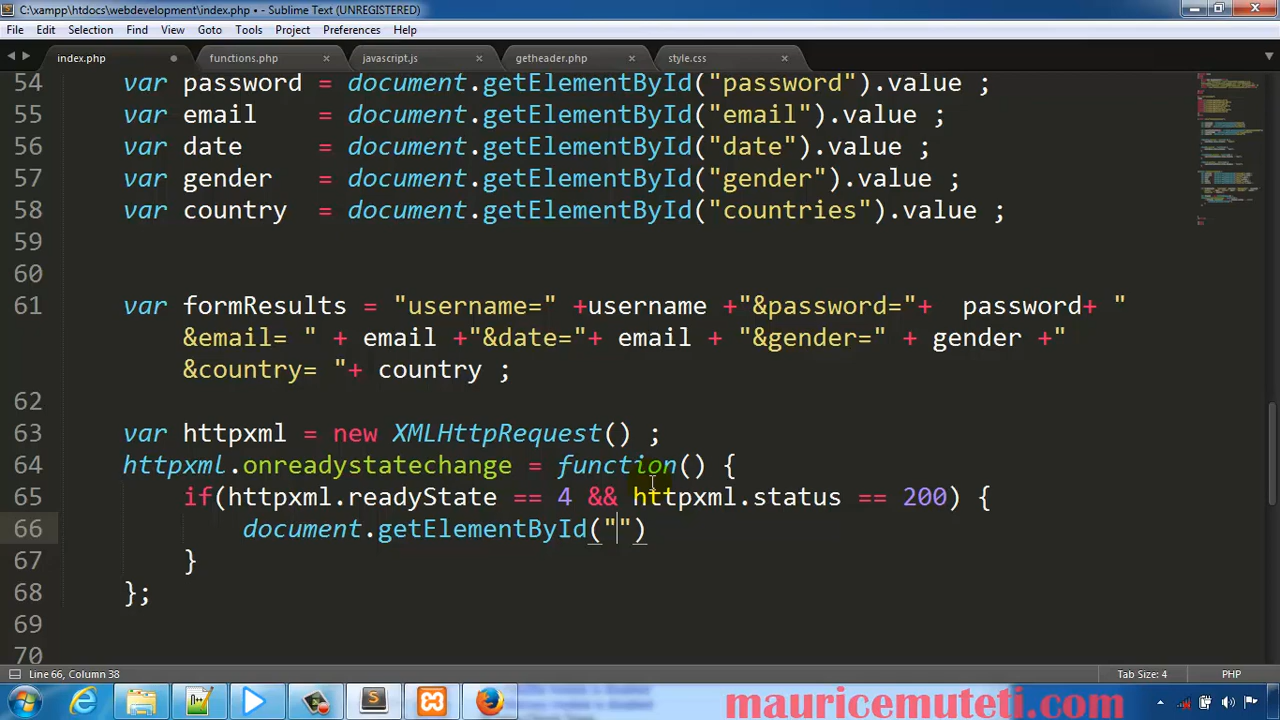 C:\xampp\htdocs\webdevelopment\index.php • - Sublime Text (UNREGISTERED)
File Edit Selection Find View Goto Tools Project Preferences Help
index.php functions.php javascript.js getheader.php style.css
54 var password = document.getElementById("password").value ;
55 var email = document.getElementById("email").value ;
56 var date = document.getElementById("date").value ;
57 var gender = document.getElementById("gender").value ;
58 var country = document.getElementById("countries").value ;
59
60
61 var formResults = "username=" +username +"&password="+ password+ "
&email= " + email +"&date="+ email + "&gender=" + gender +"
&country= "+ country ;
62
63 var httpxml = new XMLHttpRequest() ;
64 httpxml.onreadystatechange = function() {
65 if(httpxml.readyState == 4 && httpxml.status == 200) {
66 document.getElementById("")
67 }
68 };
69
70
Line 66, Column 38 Tab Size: 4 PHP
mauricemuteti.com